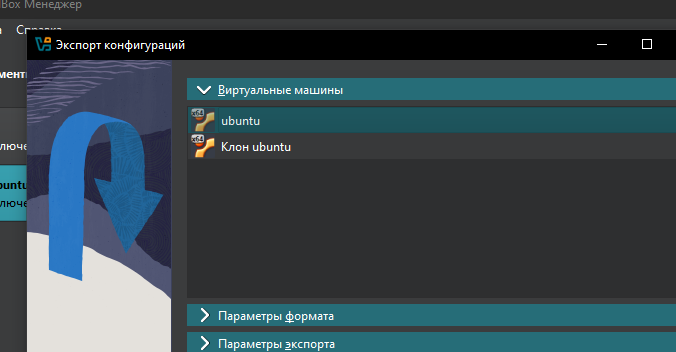 Box Менеджер
Справка
Экспорт конфигураций
Виртуальные машины
ubuntu
Клон ubuntu
Параметры формата
Параметры экспорта